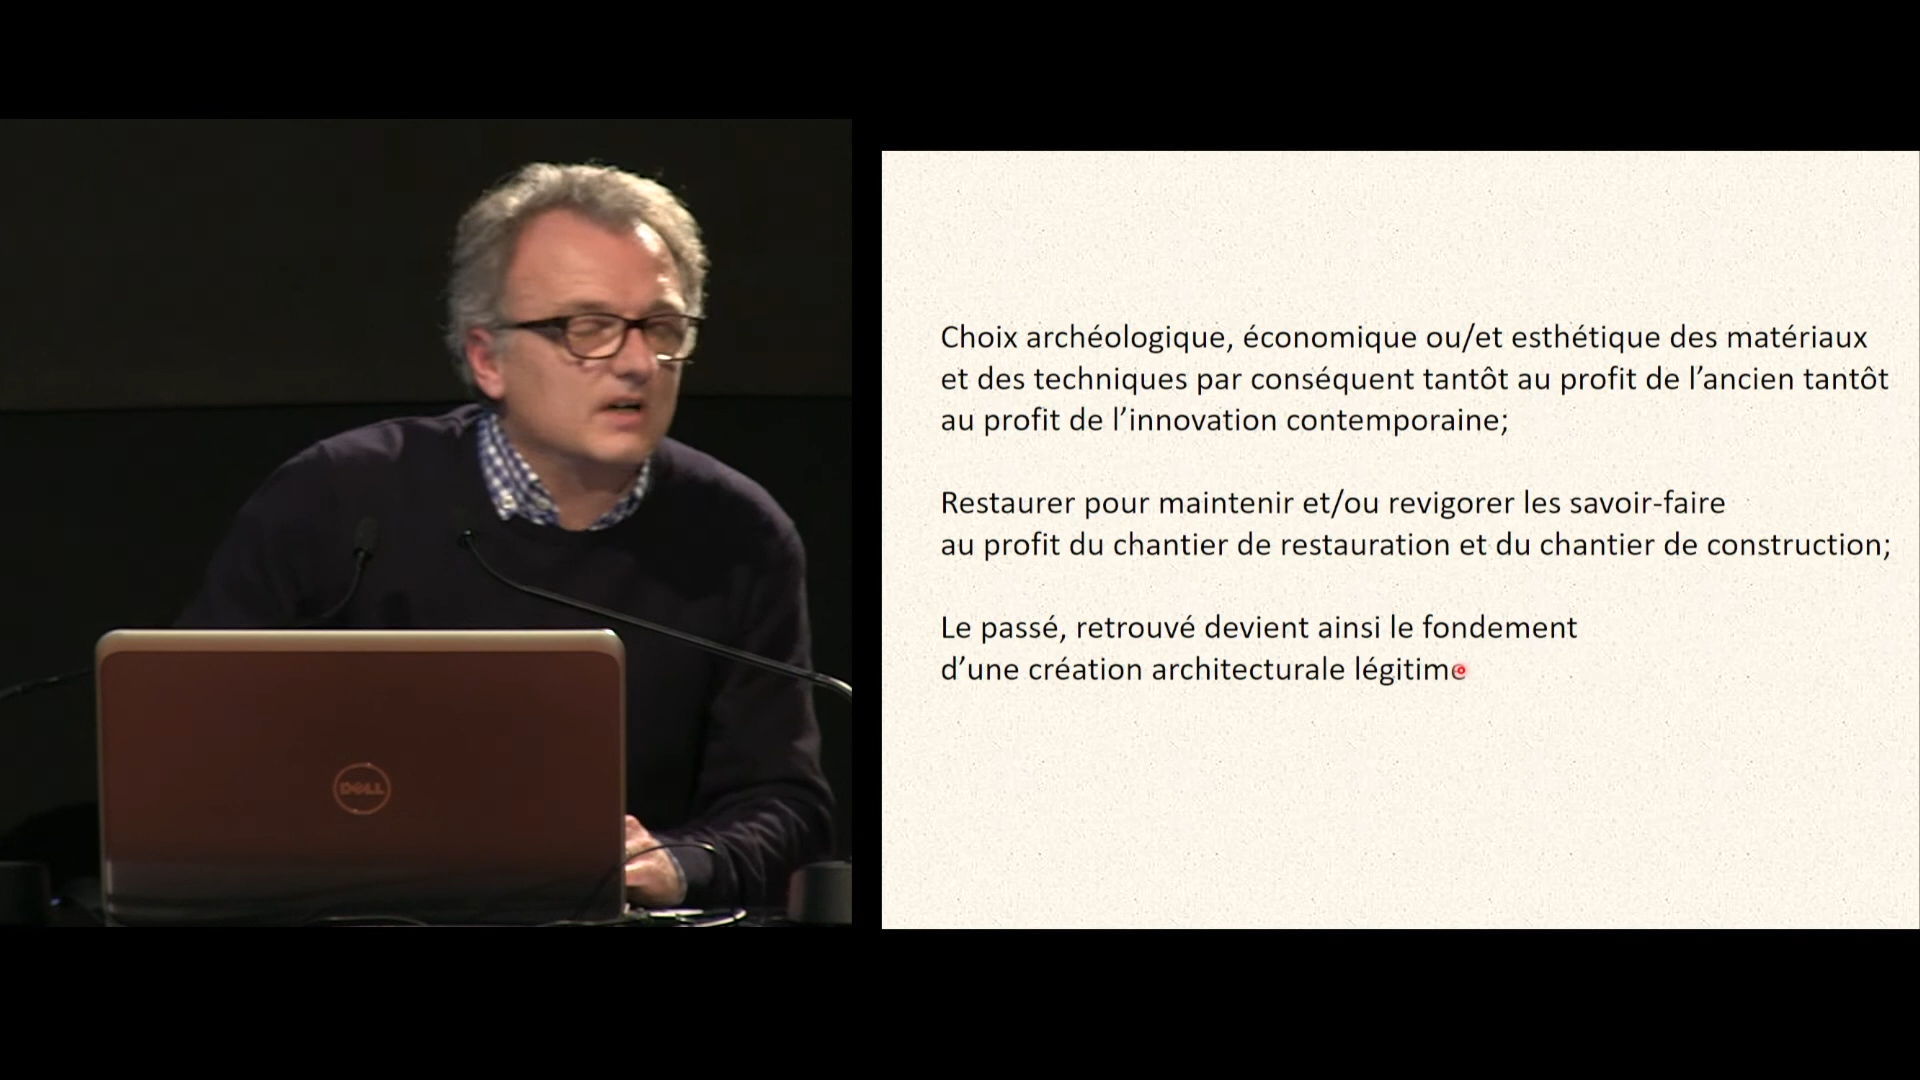 Choix archéologique, économique ou/et esthétique des matériaux
et des techniques par conséquent tantôt au profit de l’ancien tantôt
au profit de l’innovation contemporaine;
Restaurer pour maintenir et/ou revigorer les savoir-faire
au profit du chantier de restauration et du chantier de construction;
Le passé, retrouvé devient ainsi le fondement
d’une création architecturale légitime
DELL